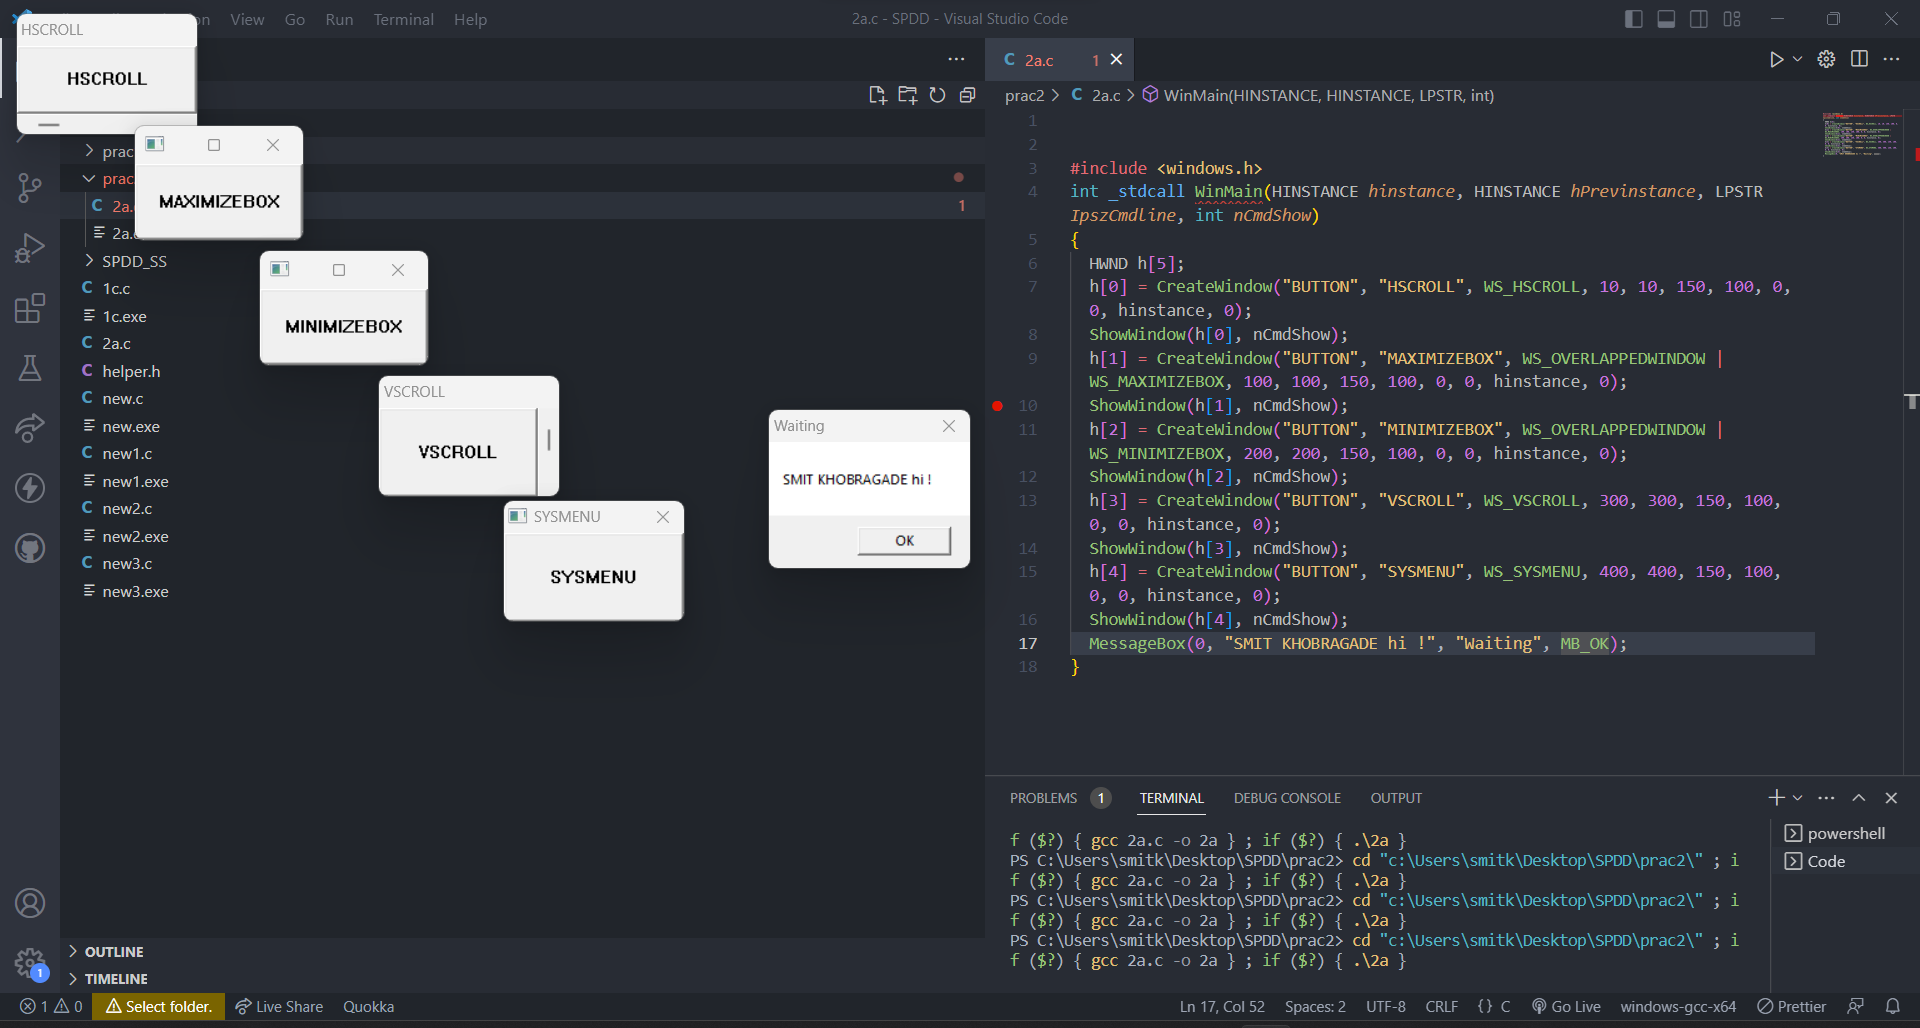 HSCROLL
HSCROLL
View Go Run Terminal Help
2a.c - SPDD - Visual Studio Code
MAXIMIZEBOX
MINIMIZEBOX
VSCROLL
VSCROLL
SYSMENU
SYSMENU
Waiting
SMIT KHOBRAGADE hi !
OK
prac
prac
2a. 1
2a.
SPDD_SS
1c.c
1c.exe
2a.c
helper.h
new.c
new.exe
new1.c
new1.exe
new2.c
new2.exe
new3.c
new3.exe
OUTLINE
TIMELINE
C 2a.c 1
prac2 > C 2a.c > WinMain(HINSTANCE, HINSTANCE, LPSTR, int)
1
2
3 #include <windows.h>
4 int _stdcall WinMain(HINSTANCE hinstance, HINSTANCE hPrevinstance, LPSTR
IpszCmdline, int nCmdShow)
5 {
6 HWND h[5];
7 h[0] = CreateWindow("BUTTON", "HSCROLL", WS_HSCROLL, 10, 10, 150, 100, 0,
0, hinstance, 0);
8 ShowWindow(h[0], nCmdShow);
9 h[1] = CreateWindow("BUTTON", "MAXIMIZEBOX", WS_OVERLAPPEDWINDOW |
WS_MAXIMIZEBOX, 100, 100, 150, 100, 0, 0, hinstance, 0);
10 ShowWindow(h[1], nCmdShow);
11 h[2] = CreateWindow("BUTTON", "MINIMIZEBOX", WS_OVERLAPPEDWINDOW |
WS_MINIMIZEBOX, 200, 200, 150, 100, 0, 0, hinstance, 0);
12 ShowWindow(h[2], nCmdShow);
13 h[3] = CreateWindow("BUTTON", "VSCROLL", WS_VSCROLL, 300, 300, 150, 100,
0, 0, hinstance, 0);
14 ShowWindow(h[3], nCmdShow);
15 h[4] = CreateWindow("BUTTON", "SYSMENU", WS_SYSMENU, 400, 400, 150, 100,
0, 0, hinstance, 0);
16 ShowWindow(h[4], nCmdShow);
17 MessageBox(0, "SMIT KHOBRAGADE hi !", "Waiting", MB_OK);
18 }
PROBLEMS 1 TERMINAL DEBUG CONSOLE OUTPUT
f ($?) { gcc 2a.c -o 2a } ; if ($?) { .\2a }
PS C:\Users\smitk\Desktop\SPDD\prac2> cd "c:\Users\smitk\Desktop\SPDD\prac2\" ; i
f ($?) { gcc 2a.c -o 2a } ; if ($?) { .\2a }
PS C:\Users\smitk\Desktop\SPDD\prac2> cd "c:\Users\smitk\Desktop\SPDD\prac2\" ; i
f ($?) { gcc 2a.c -o 2a } ; if ($?) { .\2a }
PS C:\Users\smitk\Desktop\SPDD\prac2> cd "c:\Users\smitk\Desktop\SPDD\prac2\" ; i
f ($?) { gcc 2a.c -o 2a } ; if ($?) { .\2a }
powershell
Code
1 0 Select folder. Live Share Quokka
Ln 17, Col 52 Spaces: 2 UTF-8 CRLF {} C Go Live windows-gcc-x64 Prettier
1